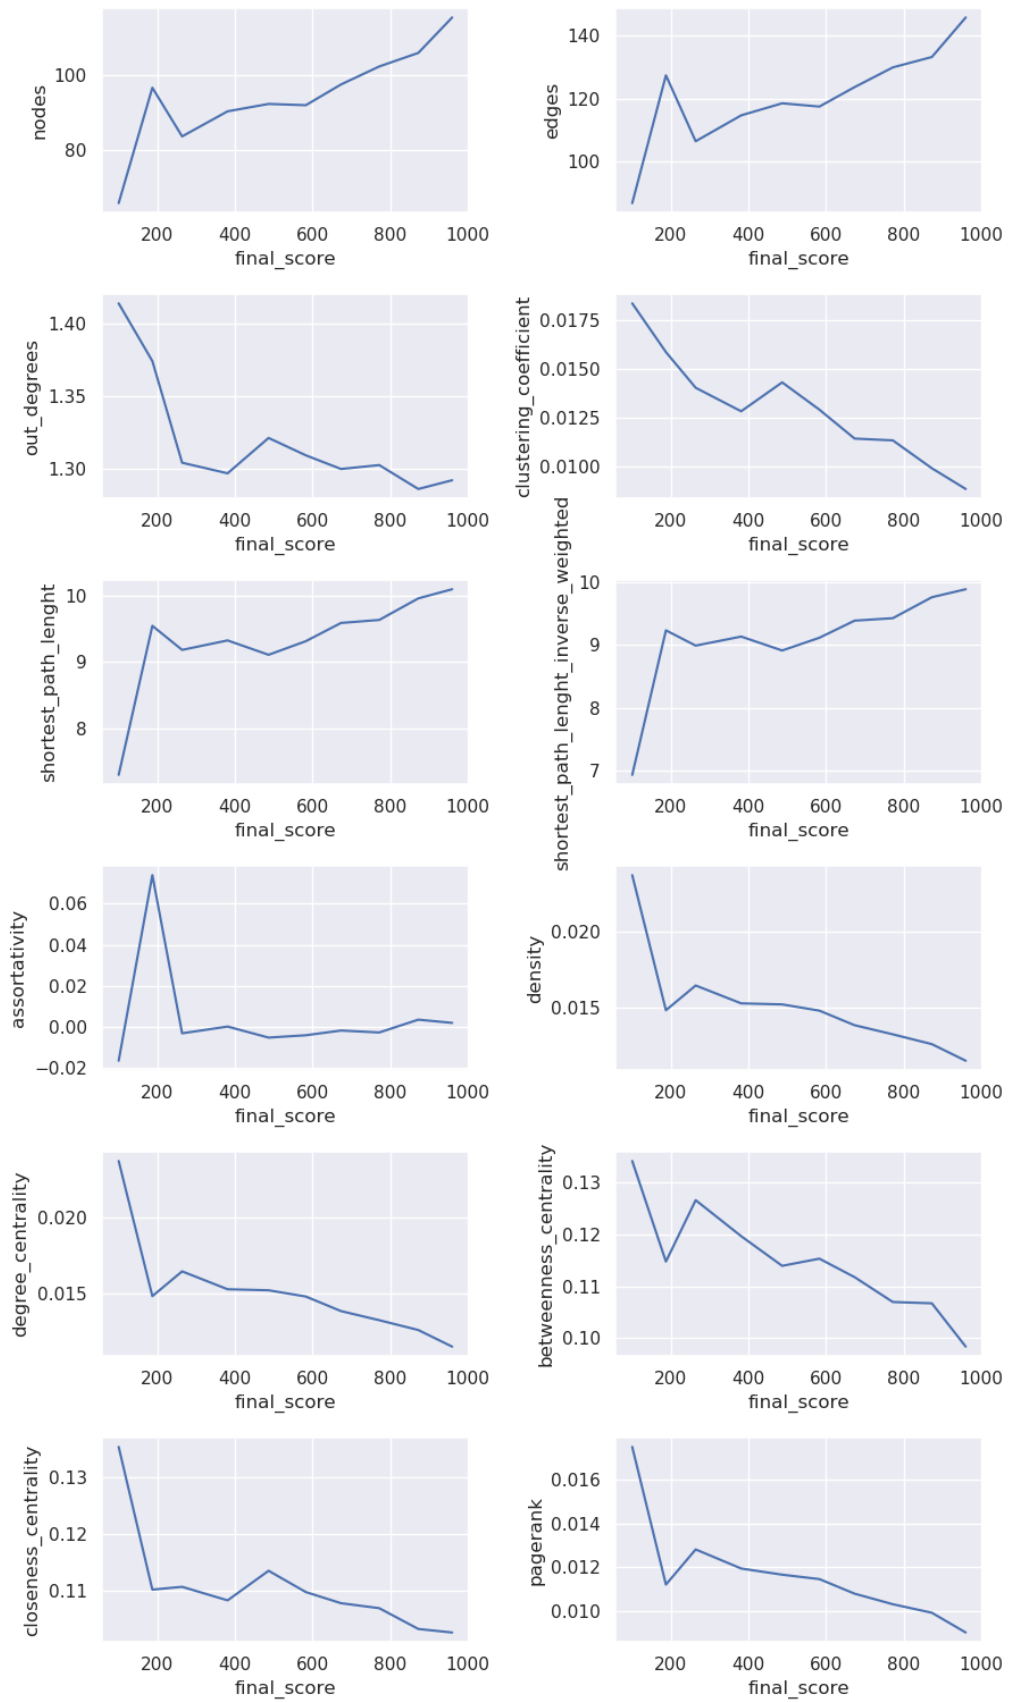 nodes
100
80
200 400 600 800 1000
final_score
edges
140
120
100
200 400 600 800 1000
final_score
out_degrees
1.40
1.35
1.30
200 400 600 800 1000
final_score
clustering_coefficient
0.0175
0.0150
0.0125
0.0100
200 400 600 800 1000
final_score
shortest_path_lenght
10
9
8
200 400 600 800 1000
final_score
shortest_path_lenght_inverse_weighted
10
9
8
7
200 400 600 800 1000
final_score
assortativity
0.06
0.04
0.02
0.00
−0.02
200 400 600 800 1000
final_score
density
0.020
0.015
200 400 600 800 1000
final_score
degree_centrality
0.020
0.015
200 400 600 800 1000
final_score
betweenness_centrality
0.13
0.12
0.11
0.10
200 400 600 800 1000
final_score
closeness_centrality
0.13
0.12
0.11
200 400 600 800 1000
final_score
pagerank
0.016
0.014
0.012
0.010
200 400 600 800 1000
final_score